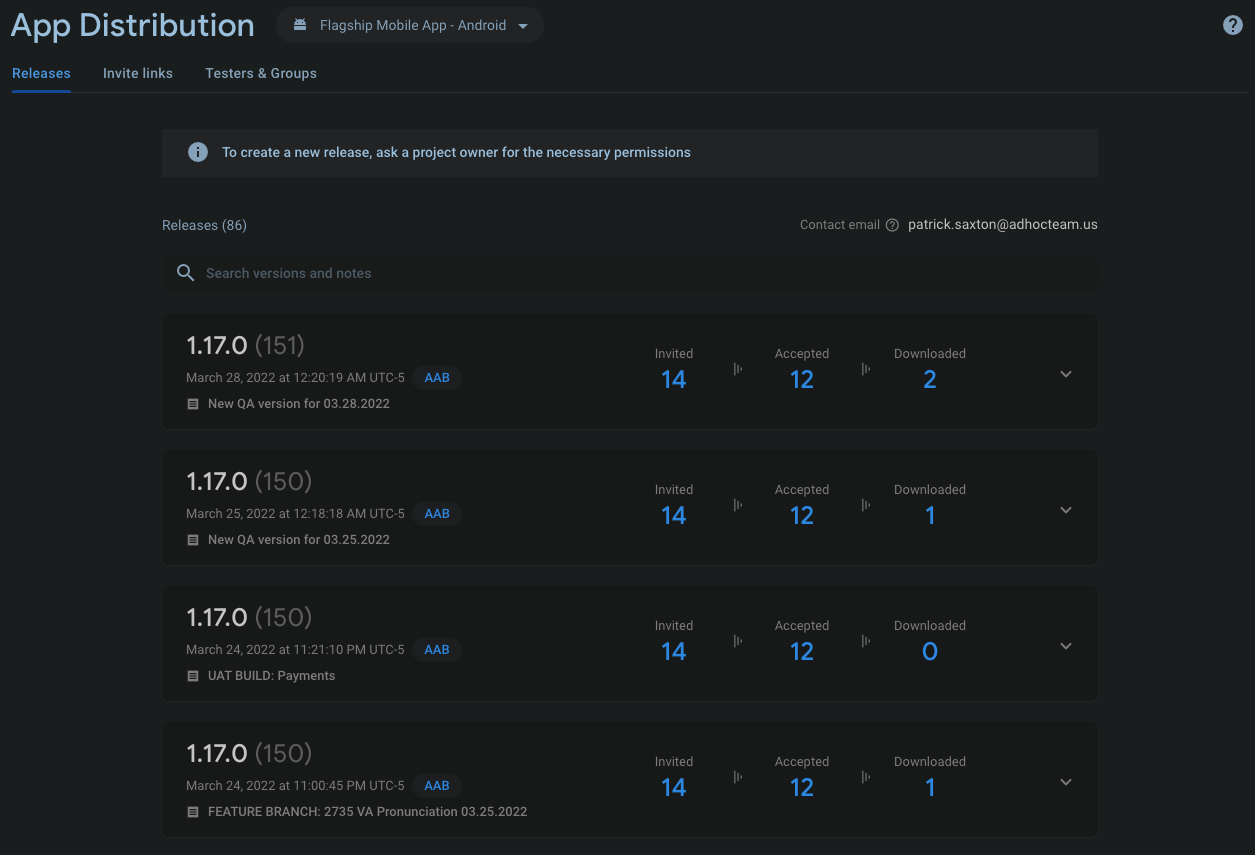 App Distribution
Flagship Mobile App - Android
Releases Invite links Testers & Groups
To create a new release, ask a project owner for the necessary permissions
Releases (86) Contact email patrick.saxton@adhocteam.us
Search versions and notes
1.17.0 (151)
March 28, 2022 at 12:20:19 AM UTC-5 AAB
New QA version for 03.28.2022
Invited Accepted Downloaded
14 12 2
1.17.0 (150)
March 25, 2022 at 12:18:18 AM UTC-5 AAB
New QA version for 03.25.2022
Invited Accepted Downloaded
14 12 1
1.17.0 (150)
March 24, 2022 at 11:21:10 PM UTC-5 AAB
UAT BUILD: Payments
Invited Accepted Downloaded
14 12 0
1.17.0 (150)
March 24, 2022 at 11:00:45 PM UTC-5 AAB
FEATURE BRANCH: 2735 VA Pronunciation 03.25.2022
Invited Accepted Downloaded
14 12 1